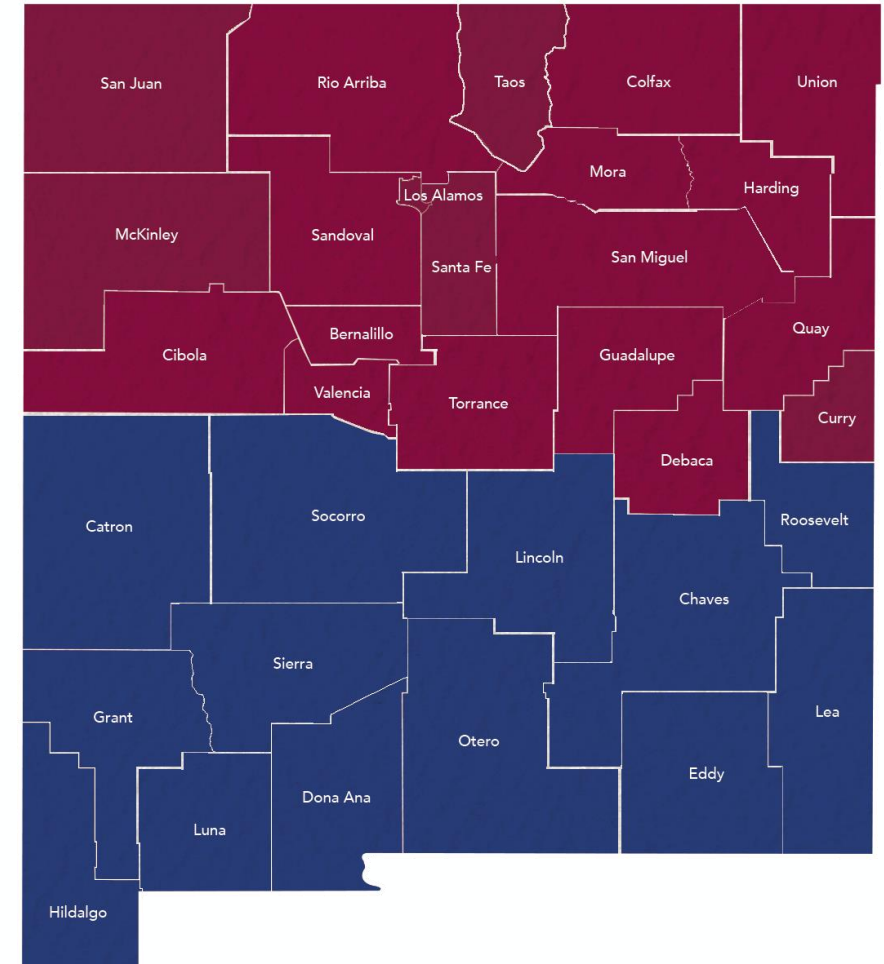 San Juan
Rio Arriba
Taos
Colfax
Union
Mora
Harding
Los Alamos
McKinley
Sandoval
Santa Fe
San Miguel
Bernalillo
Quay
Cibola
Guadalupe
Valencia
Torrance
Curry
Debaca
Catron
Socorro
Roosevelt
Lincoln
Chaves
Sierra
Grant
Lea
Otero
Eddy
Dona Ana
Luna
Hildalgo